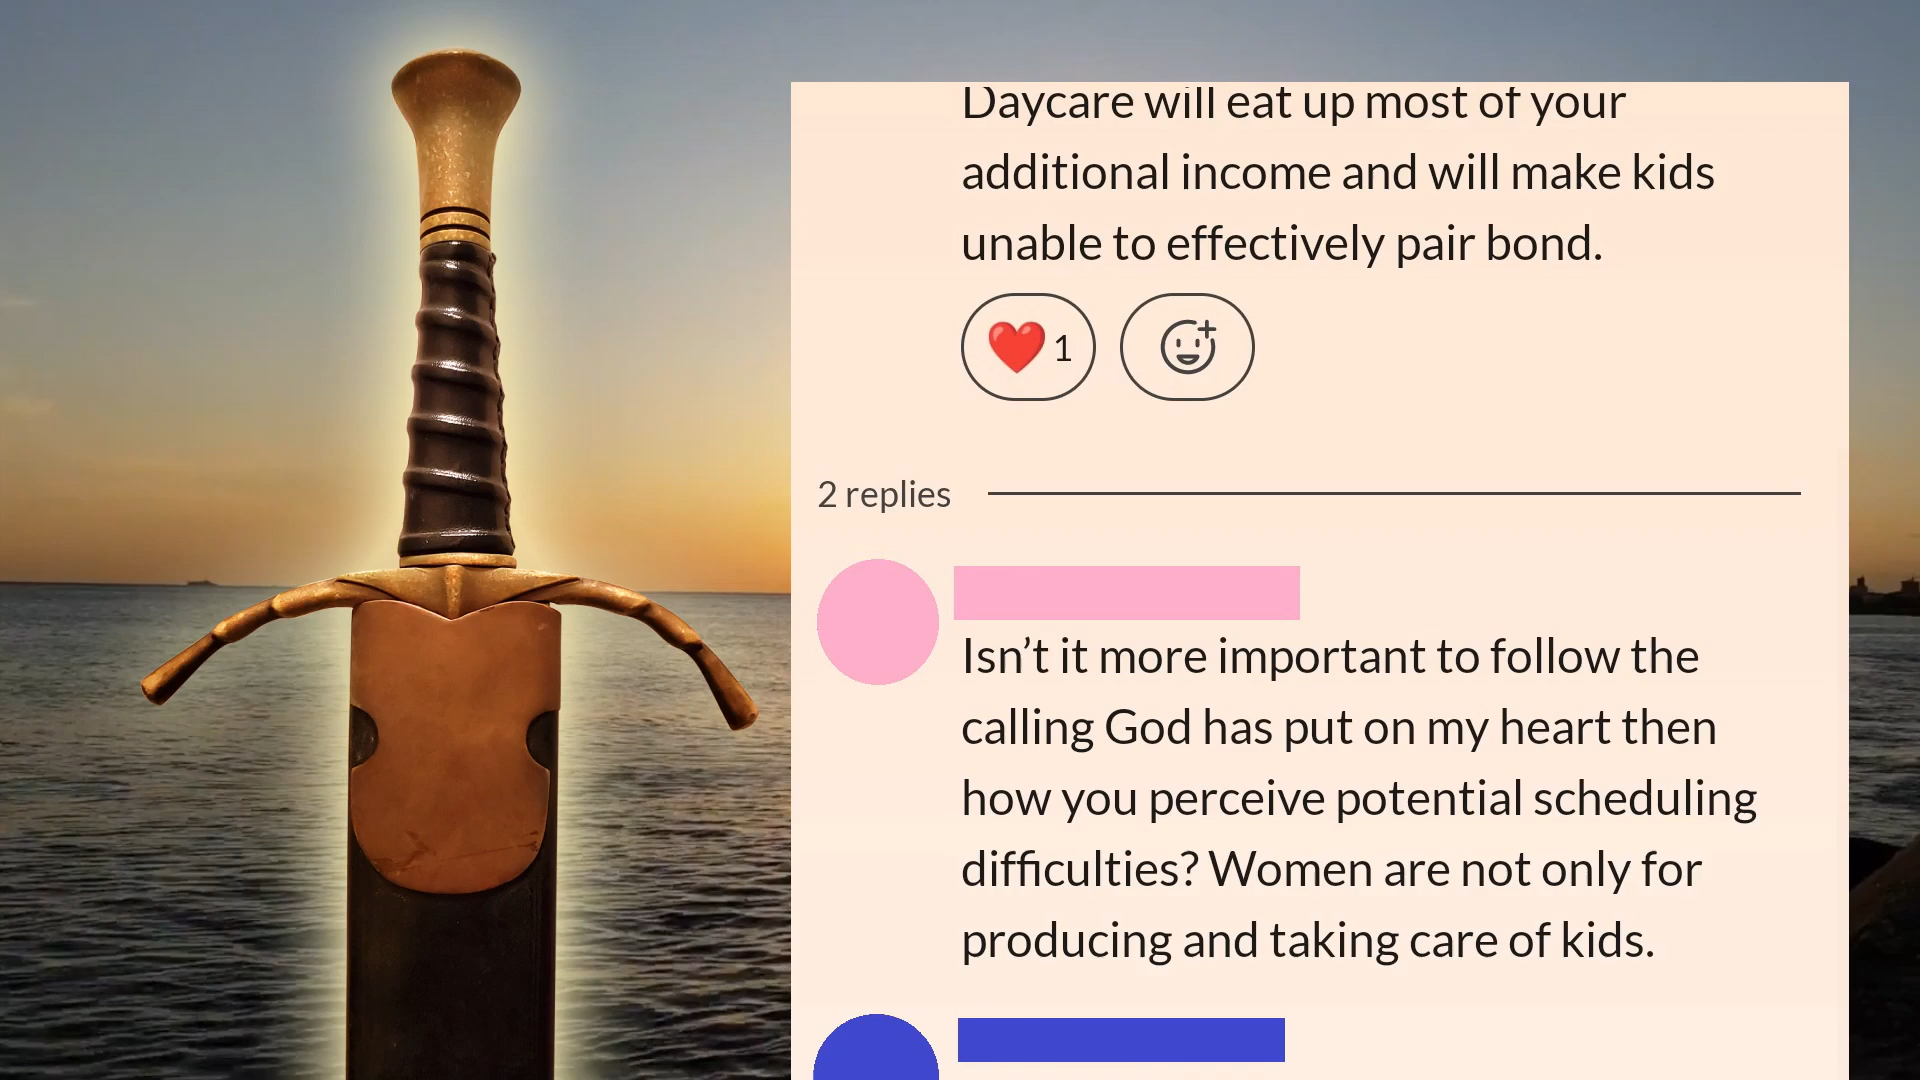 Daycare will eat up most of your
additional income and will make kids
unable to effectively pair bond.
1
2 replies
Isn’t it more important to follow the
calling God has put on my heart then
how you perceive potential scheduling
difficulties? Women are not only for
producing and taking care of kids.